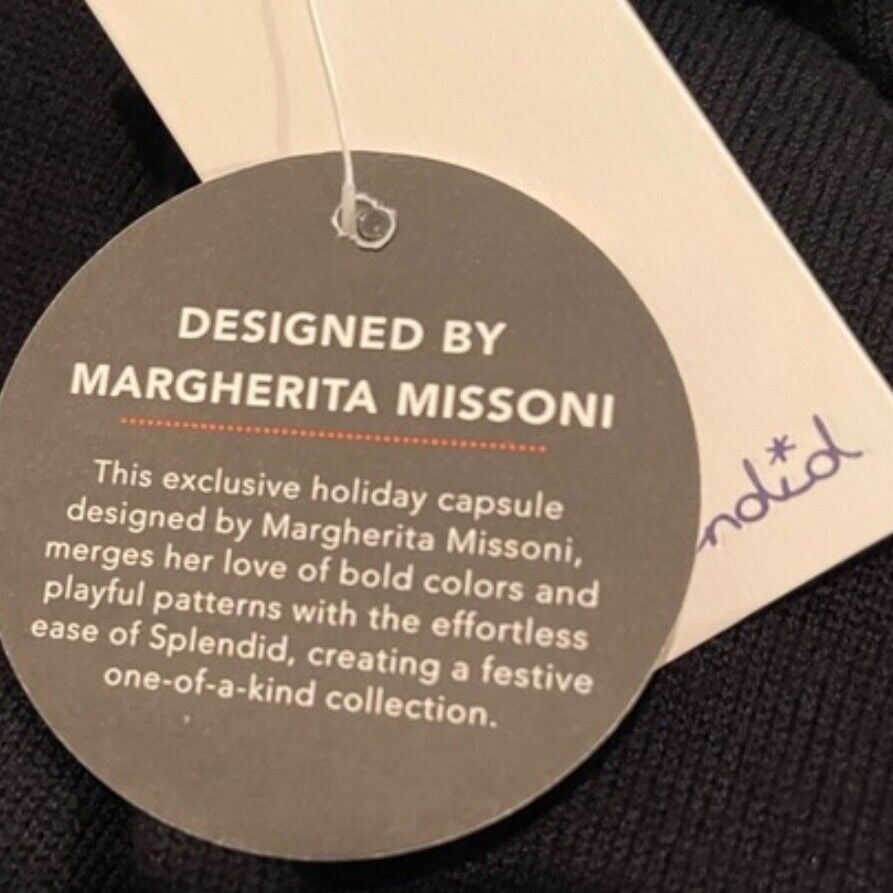 DESIGNED BY
MARGHERITA MISSONI
This exclusive holiday capsule
designed by Margherita Missoni,
merges her love of bold colors and
playful patterns with the effortless
ease of Splendid, creating a festive
one-of-a-kind collection.
ndid